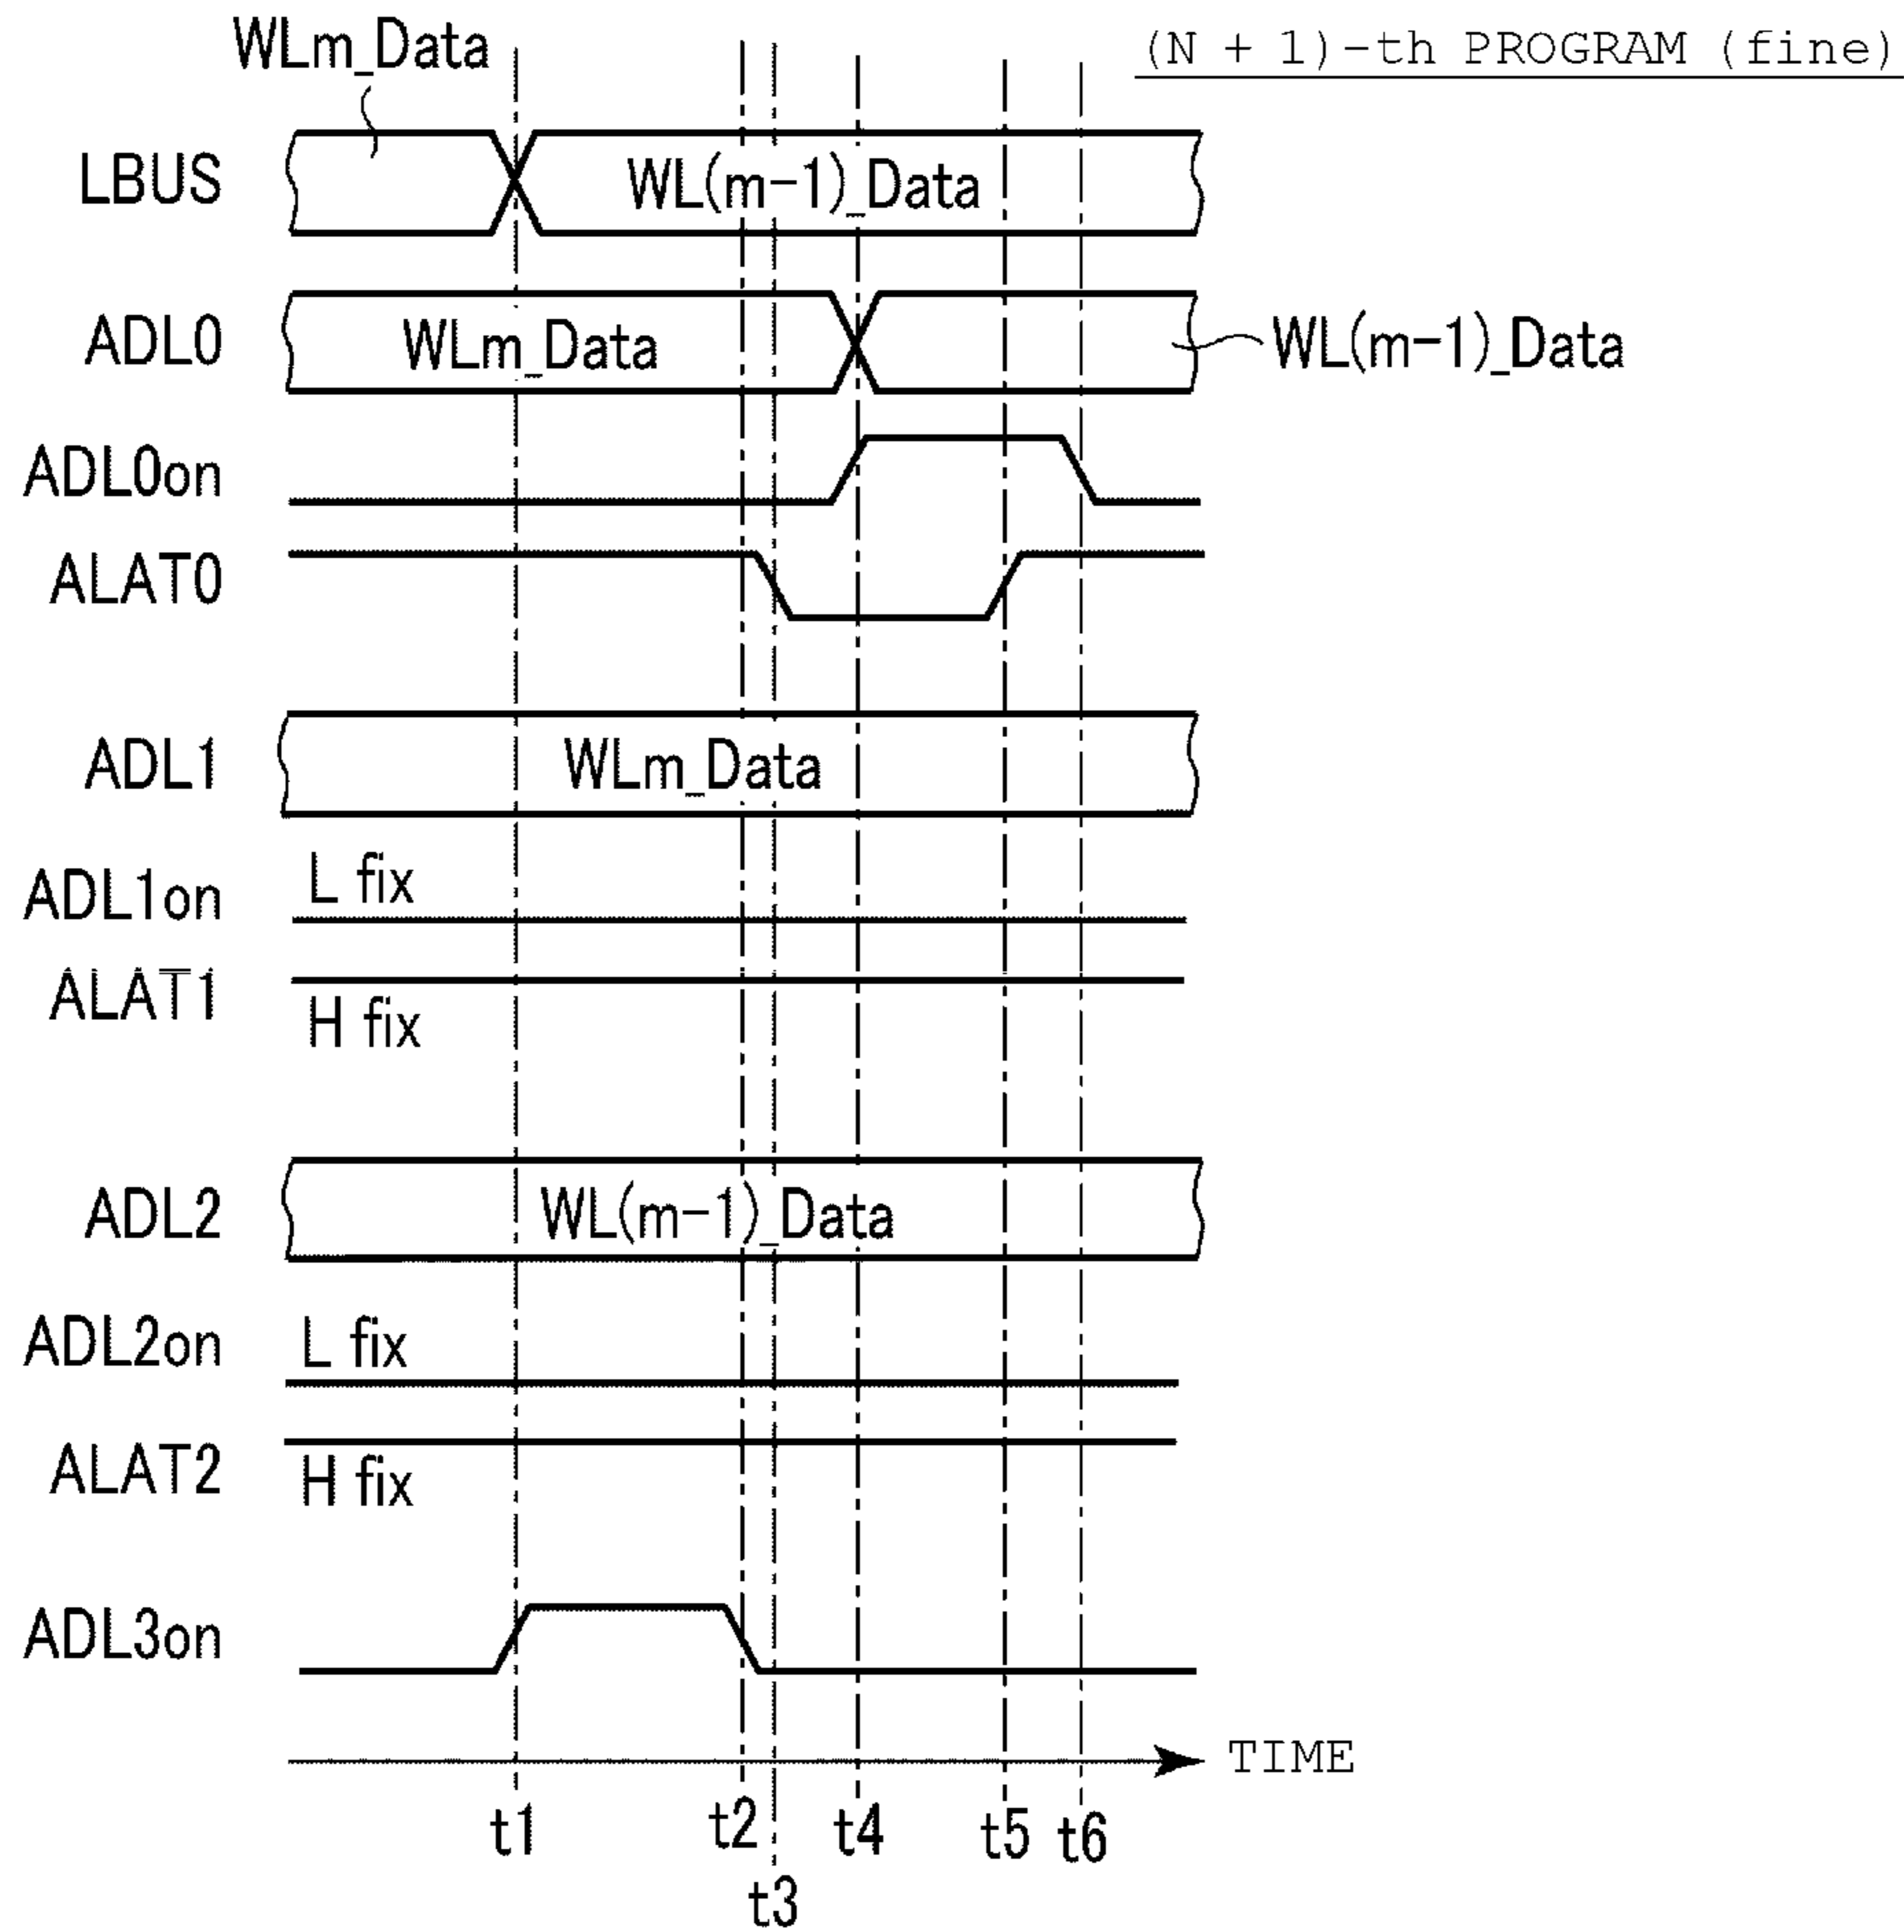 WLm_Data
(N + 1)-th PROGRAM (fine)
LBUS
WL(m-1)_Data
ADL0
WLm_Data
WL(m-1)_Data
ADL0on
ALAT0
ADL1
WLm_Data
ADL1on
L fix
ALAT1
H fix
ADL2
WL(m-1)_Data
ADL2on
L fix
ALAT2
H fix
ADL3on
TIME
t1
t2
t4
t5
t6
t3